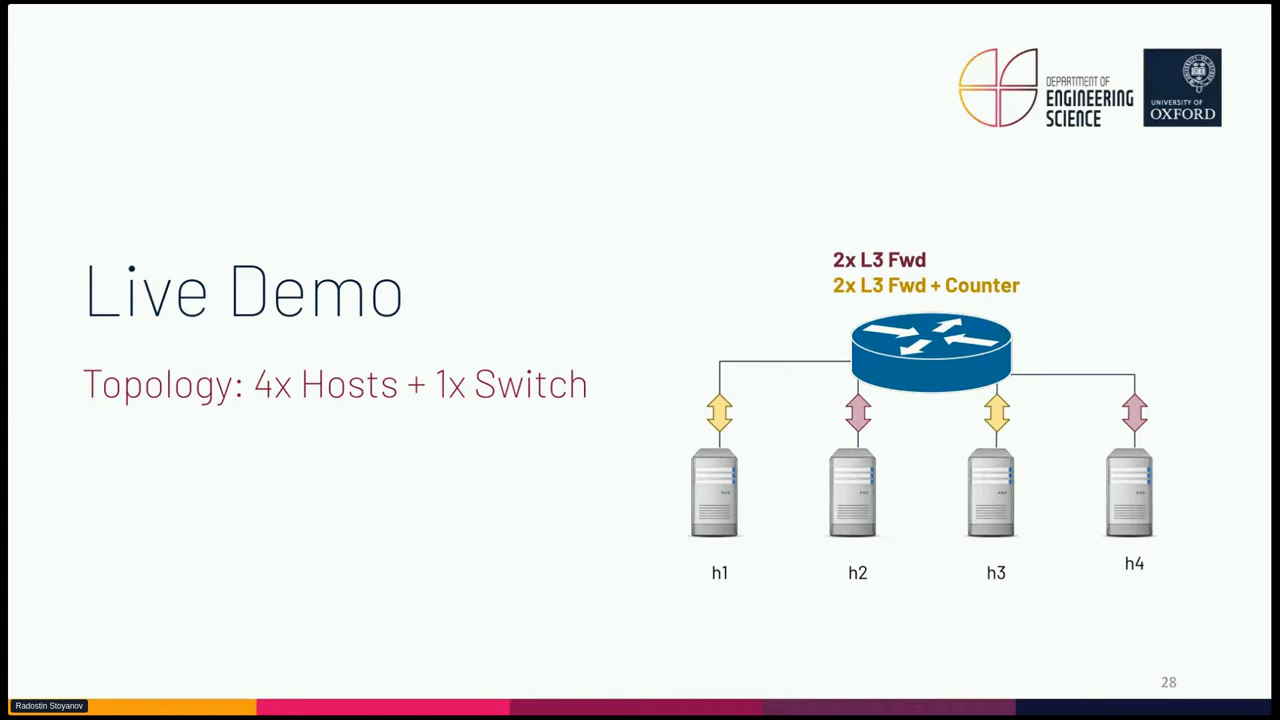 DEPARTMENT OF
ENGINEERING
SCIENCE
UNIVERSITY OF
OXFORD
2x L3 Fwd
2x L3 Fwd + Counter
Live Demo
Topology: 4x Hosts + 1x Switch
h1
h2
h3
h4
28
Radostin Stoyanov